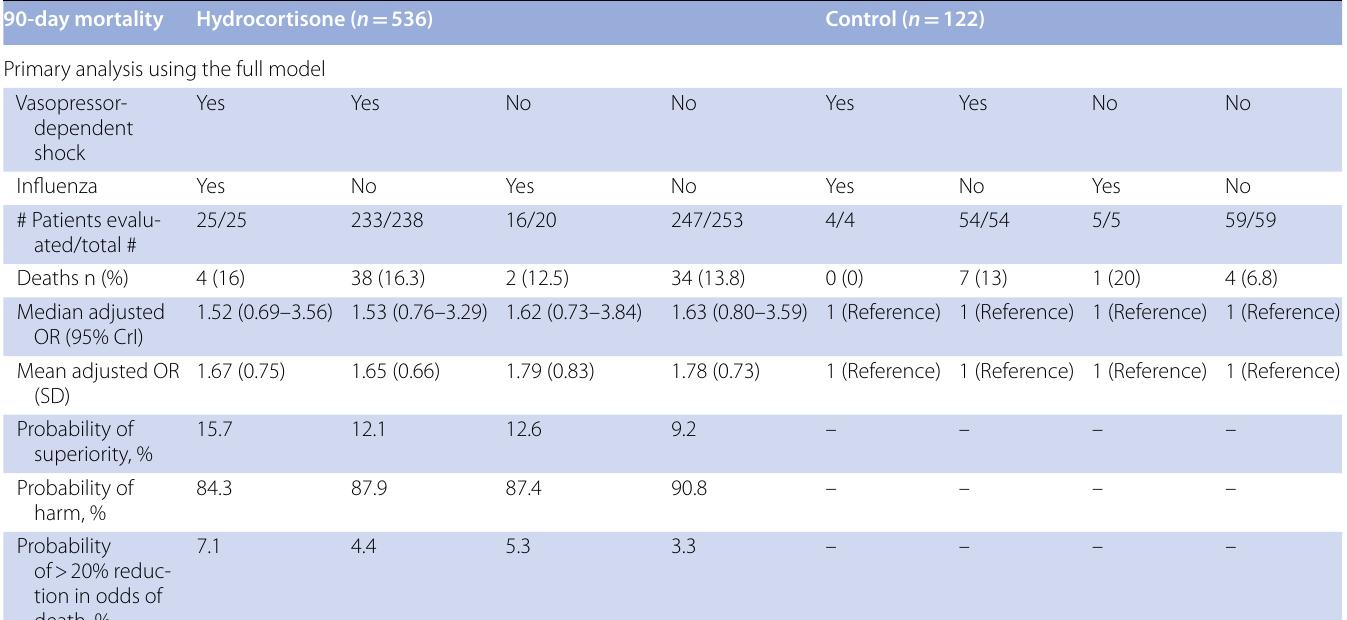 90-day mortality Hydrocortisone (n = 536) Control (n = 122)
Primary analysis using the full model
Vasopressor- Yes Yes No No Yes Yes No No
dependent
shock
Influenza Yes No Yes No Yes No Yes No
# Patients evalu- 25/25 233/238 16/20 247/253 4/4 54/54 5/5 59/59
ated/total #
Deaths n (%) 4 (16) 38 (16.3) 2 (12.5) 34 (13.8) 0 (0) 7 (13) 1 (20) 4 (6.8)
Median adjusted 1.52 (0.69–3.56) 1.53 (0.76–3.29) 1.62 (0.73–3.84) 1.63 (0.80–3.59) 1 (Reference) 1 (Reference) 1 (Reference) 1 (Reference)
OR (95% CrI)
Mean adjusted OR 1.67 (0.75) 1.65 (0.66) 1.79 (0.83) 1.78 (0.73) 1 (Reference) 1 (Reference) 1 (Reference) 1 (Reference)
(SD)
Probability of 15.7 12.1 12.6 9.2 – – – –
superiority, %
Probability of 84.3 87.9 87.4 90.8 – – – –
harm, %
Probability 7.1 4.4 5.3 3.3 – – – –
of > 20% reduc-
tion in odds of
death, %